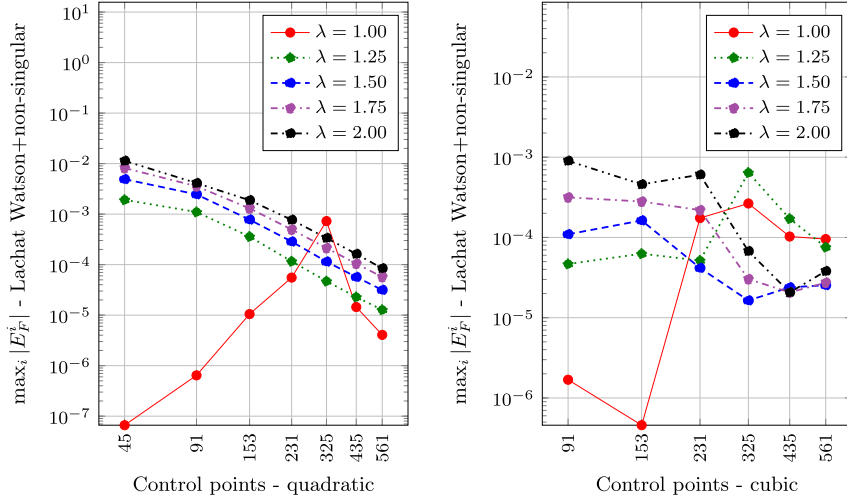 max_i |E_F^i| - Lachat Watson+non-singular
10^1
10^0
10^−1
10^−2
10^−3
10^−4
10^−5
10^−6
10^−7
λ = 1.00
λ = 1.25
λ = 1.50
λ = 1.75
λ = 2.00
45
91
153
231
325
435
561
Control points - quadratic
max_i |E_F^i| - Lachat Watson+non-singular
10^−2
10^−3
10^−4
10^−5
10^−6
λ = 1.00
λ = 1.25
λ = 1.50
λ = 1.75
λ = 2.00
91
153
231
325
435
561
Control points - cubic